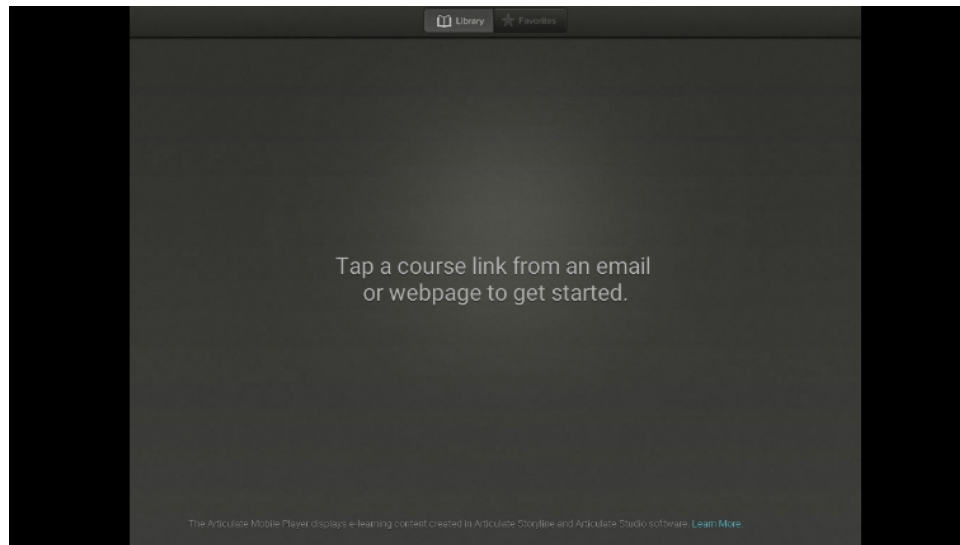 Library Favorites
Tap a course link from an email
or webpage to get started.
The Articulate Mobile Player displays e-learning content created in Articulate Storyline and Articulate Studio software. Learn More.